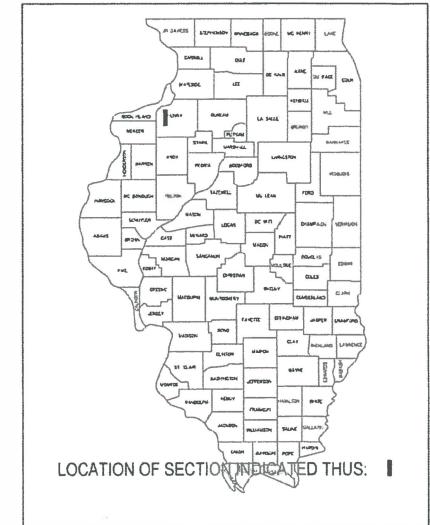 JO DAVIESS STEPHENSON WINNEBAGO BOONE MC HENRY LAKE
CARROLL OGLE
DE KALB KANE DU PAGE COOK
WHITESIDE LEE
KENDALL
ROCK ISLAND HENRY BUREAU LA SALLE GRUNDY WILL
MERCER PUTNAM
KANKAKEE
STARK MARSHALL
HENDERSON WARREN KNOX PEORIA WOODFORD LIVINGSTON
IROQUOIS
TAZEWELL MC LEAN FORD
HANCOCK MC DONOUGH FULTON
MASON
SCHUYLER LOGAN DE WITT CHAMPAIGN VERMILION
ADAMS BROWN CASS MENARD MACON PIATT
PIKE MORGAN SANGAMON MOULTRIE DOUGLAS EDGAR
SCOTT CHRISTIAN COLES
GREENE SHELBY CLARK
CALHOUN MACOUPIN MONTGOMERY CUMBERLAND
JERSEY FAYETTE EFFINGHAM JASPER CRAWFORD
BOND
MADISON CLAY RICHLAND LAWRENCE
CLINTON MARION
ST CLAIR WAYNE EDWARDS WABASH
MONROE WASHINGTON JEFFERSON
RANDOLPH PERRY HAMILTON WHITE
FRANKLIN
JACKSON WILLIAMSON SALINE GALLATIN
UNION JOHNSON POPE HARDIN
LOCATION OF SECTION INDICATED THUS: